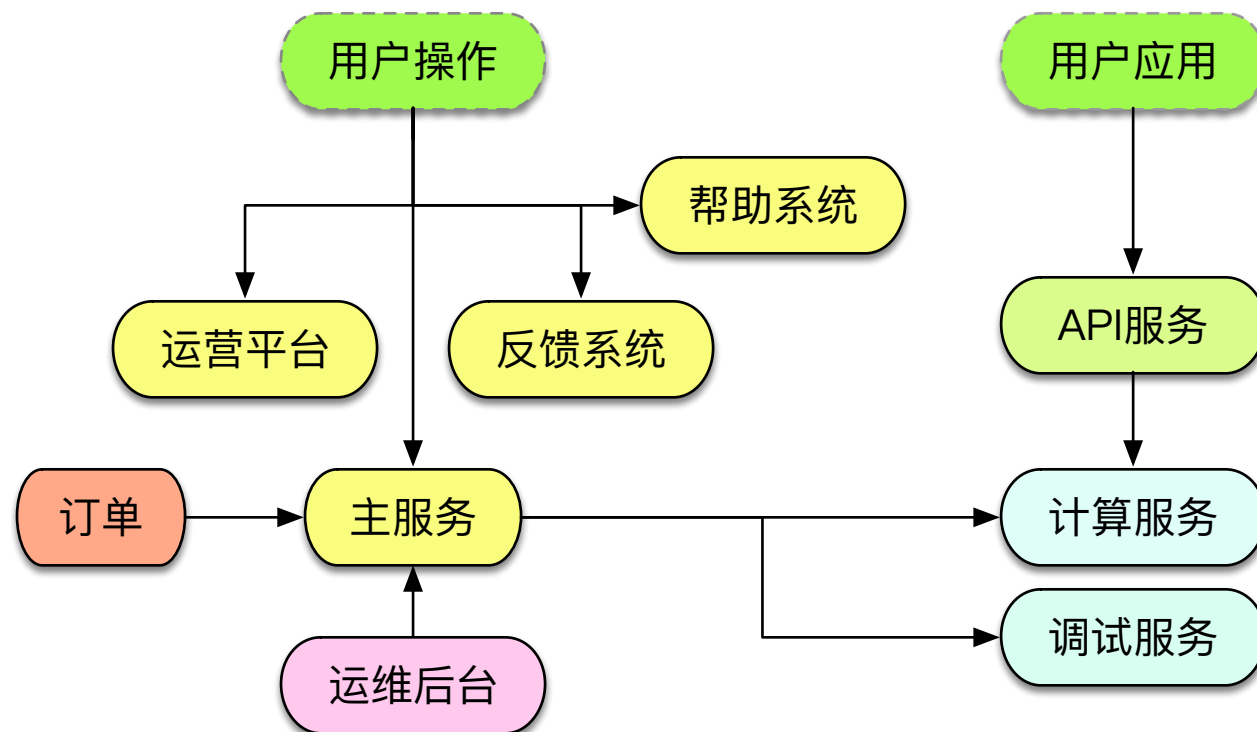 用户操作
用户应用
帮助系统
运营平台
反馈系统
API服务
订单
主服务
计算服务
调试服务
运维后台